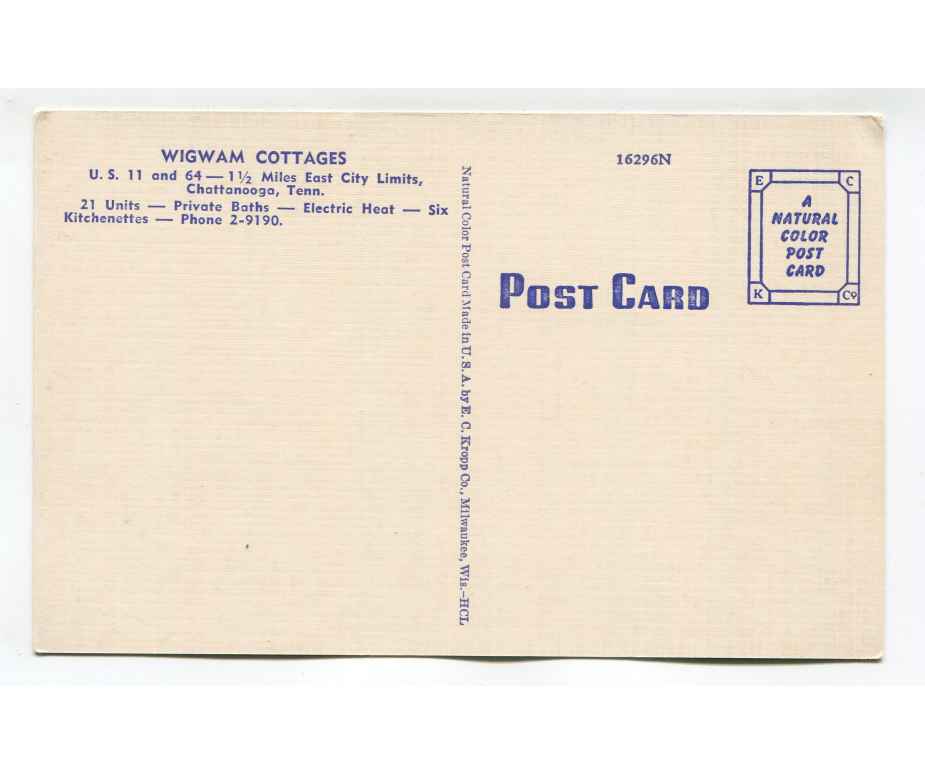 WIGWAM COTTAGES
U. S. 11 and 64 — 1½ Miles East City Limits,
Chattanooga, Tenn.
21 Units — Private Baths — Electric Heat — Six
Kitchenettes — Phone 2-9190.
Natural Color Post Card Made in U. S. A. by E. C. Kropp Co., Milwaukee, Wis.—HCL
16296N
POST CARD
E C
A
NATURAL
COLOR
POST
CARD
K Co